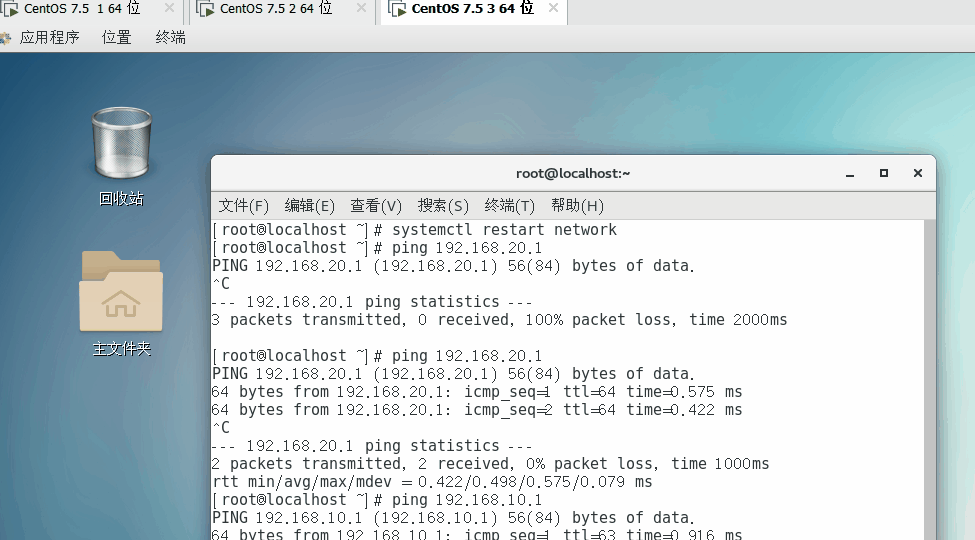 CentOS 7.5 1 64 位
CentOS 7.5 2 64 位
CentOS 7.5 3 64 位
应用程序 位置 终端
回收站
主文件夹
root@localhost:~
文件(F) 编辑(E) 查看(V) 搜索(S) 终端(T) 帮助(H)
[root@localhost ~]# systemctl restart network
[root@localhost ~]# ping 192.168.20.1
PING 192.168.20.1 (192.168.20.1) 56(84) bytes of data.
^C
--- 192.168.20.1 ping statistics ---
3 packets transmitted, 0 received, 100% packet loss, time 2000ms
[root@localhost ~]# ping 192.168.20.1
PING 192.168.20.1 (192.168.20.1) 56(84) bytes of data.
64 bytes from 192.168.20.1: icmp_seq=1 ttl=64 time=0.575 ms
64 bytes from 192.168.20.1: icmp_seq=2 ttl=64 time=0.422 ms
^C
--- 192.168.20.1 ping statistics ---
2 packets transmitted, 2 received, 0% packet loss, time 1000ms
rtt min/avg/max/mdev = 0.422/0.498/0.575/0.079 ms
[root@localhost ~]# ping 192.168.10.1
PING 192.168.10.1 (192.168.10.1) 56(84) bytes of data.
64 bytes from 192.168.10.1: icmp_seq=1 ttl=63 time=0.916 ms